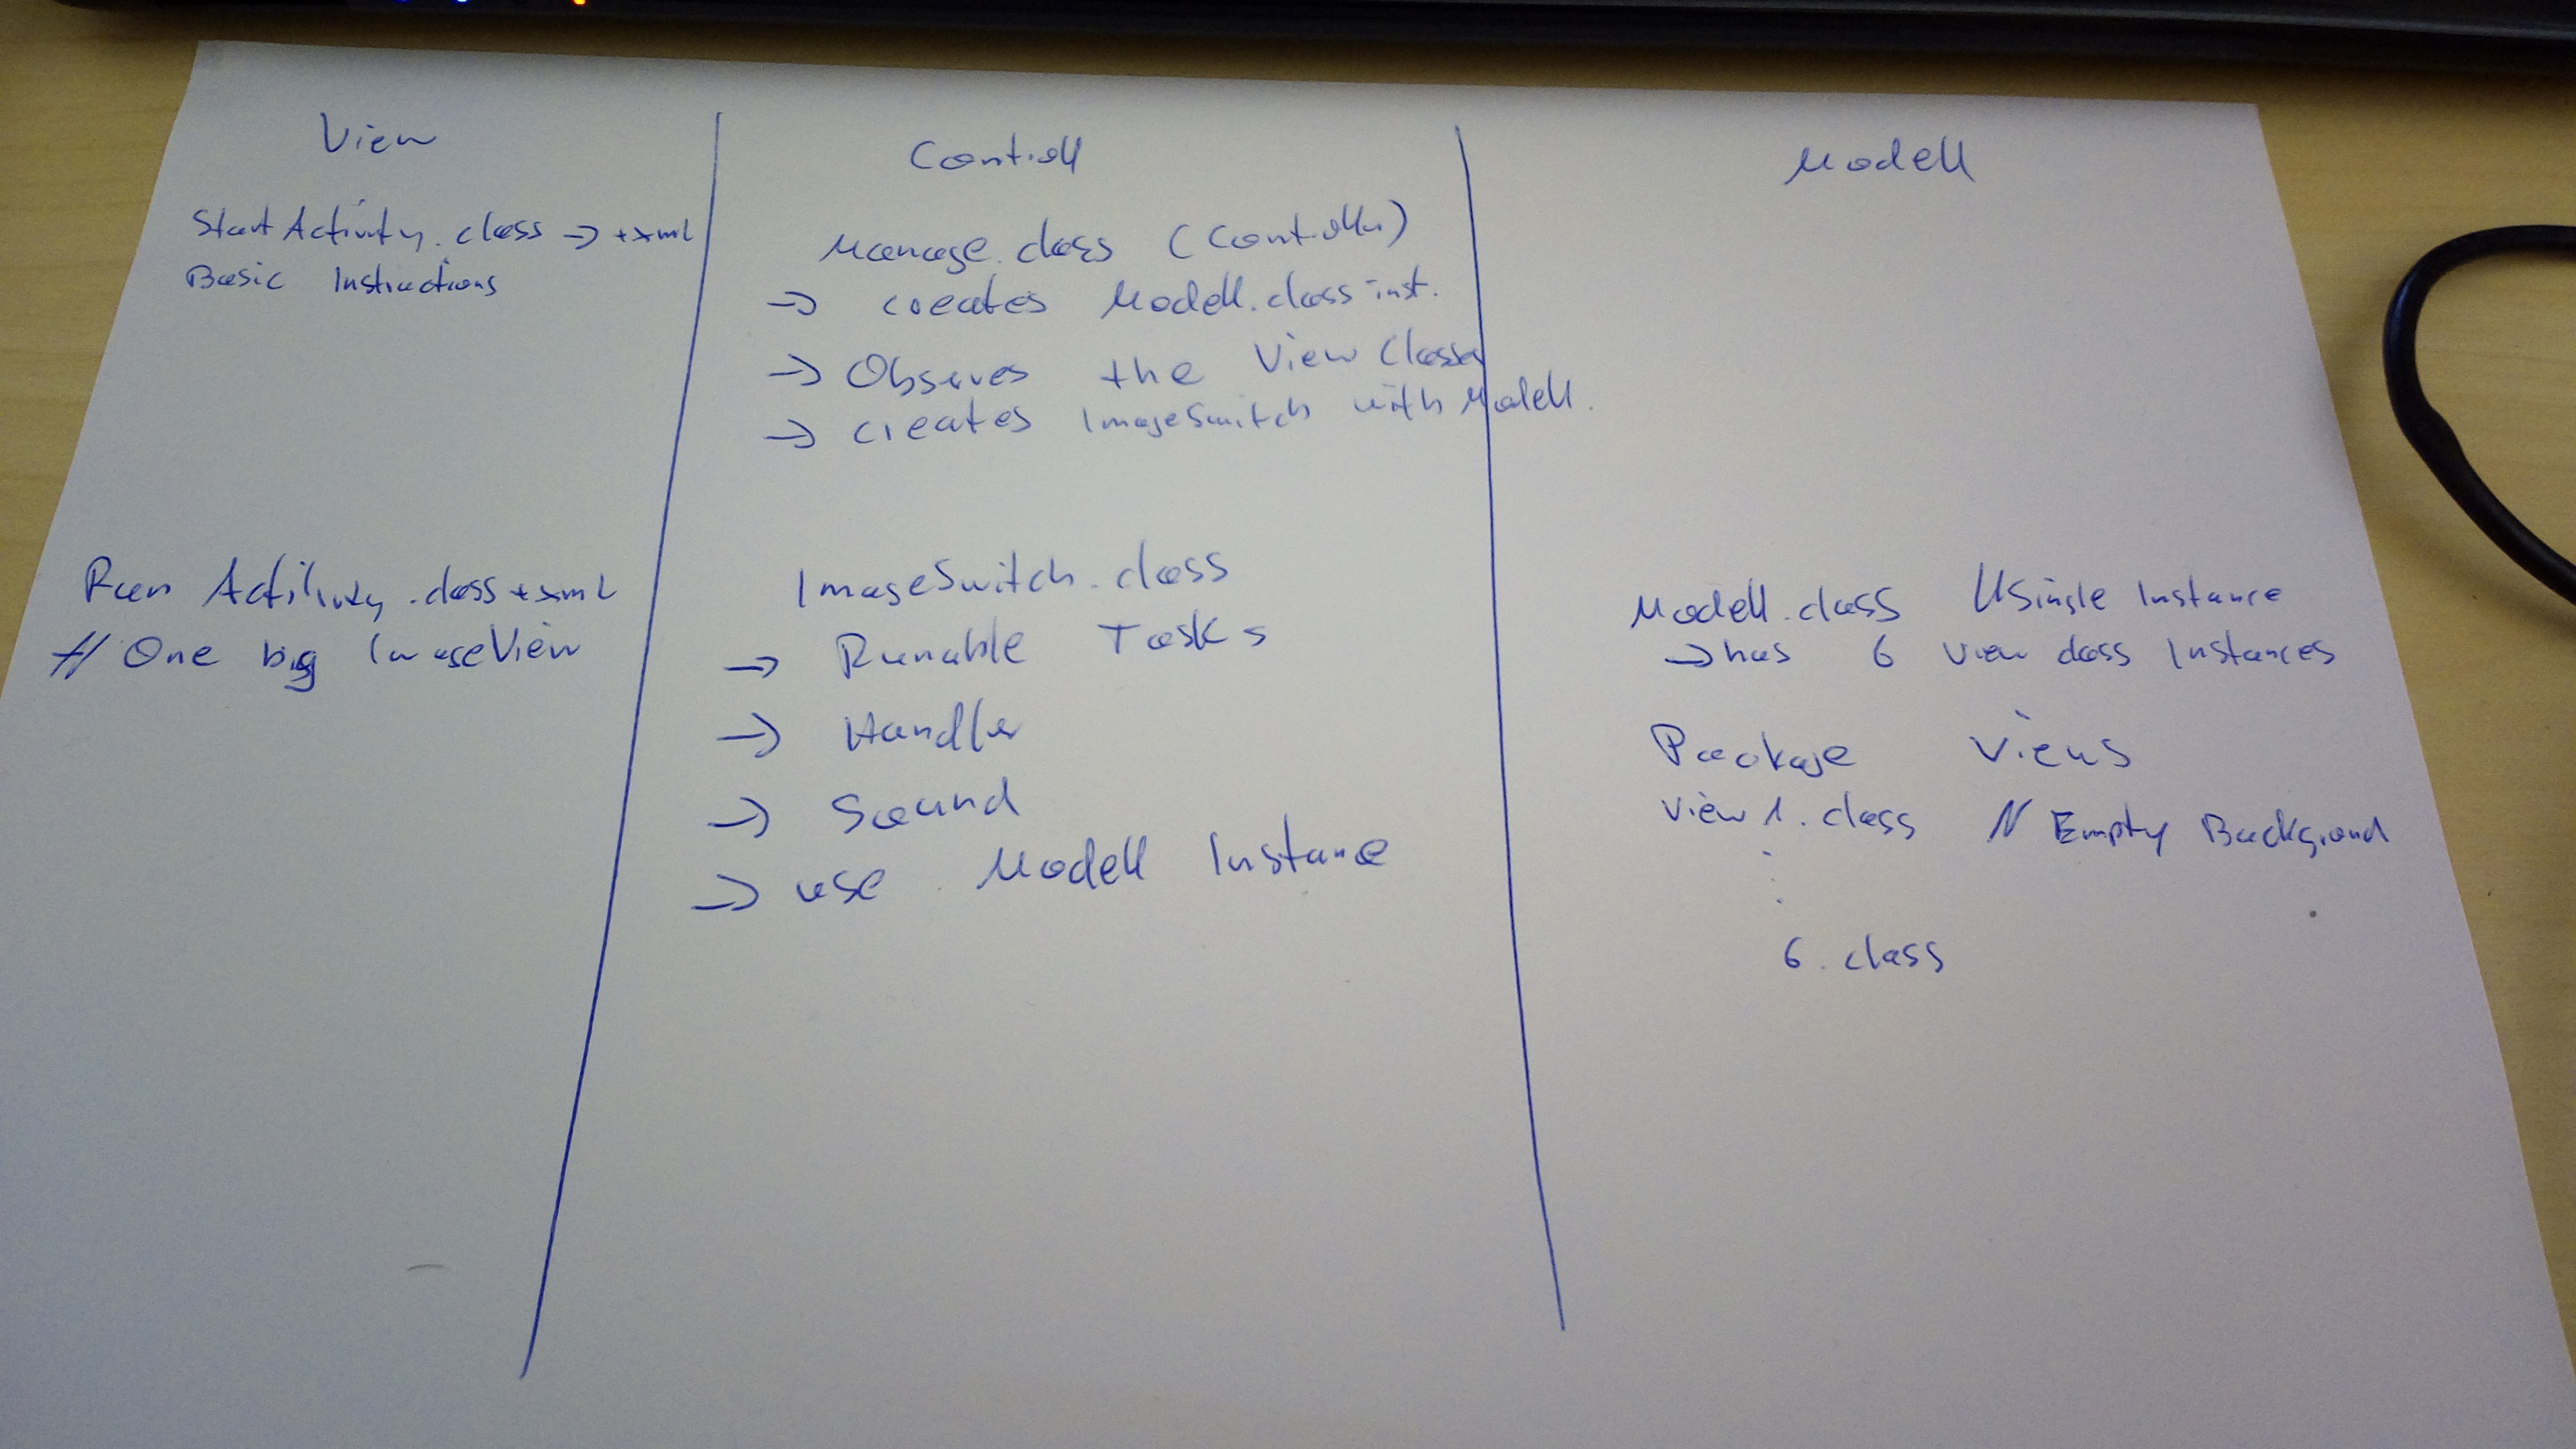 View
StartActivity.class → +xml
Basic Instructions
Run Actility.class +xml
// One big ImageView
Controll
Manage.class (Controller)
→ creates Modell.class inst.
→ Observes the View Classes
→ creates ImageSwitch with Modell.
ImageSwitch.class
→ Runable Tasks
→ Handler
→ Sound
→ use Modell Instance
Modell
Modell.class //Single Instance
→ has 6 View class Instances
Package Views
View 1.class // Empty Background
.
.
.
6.class